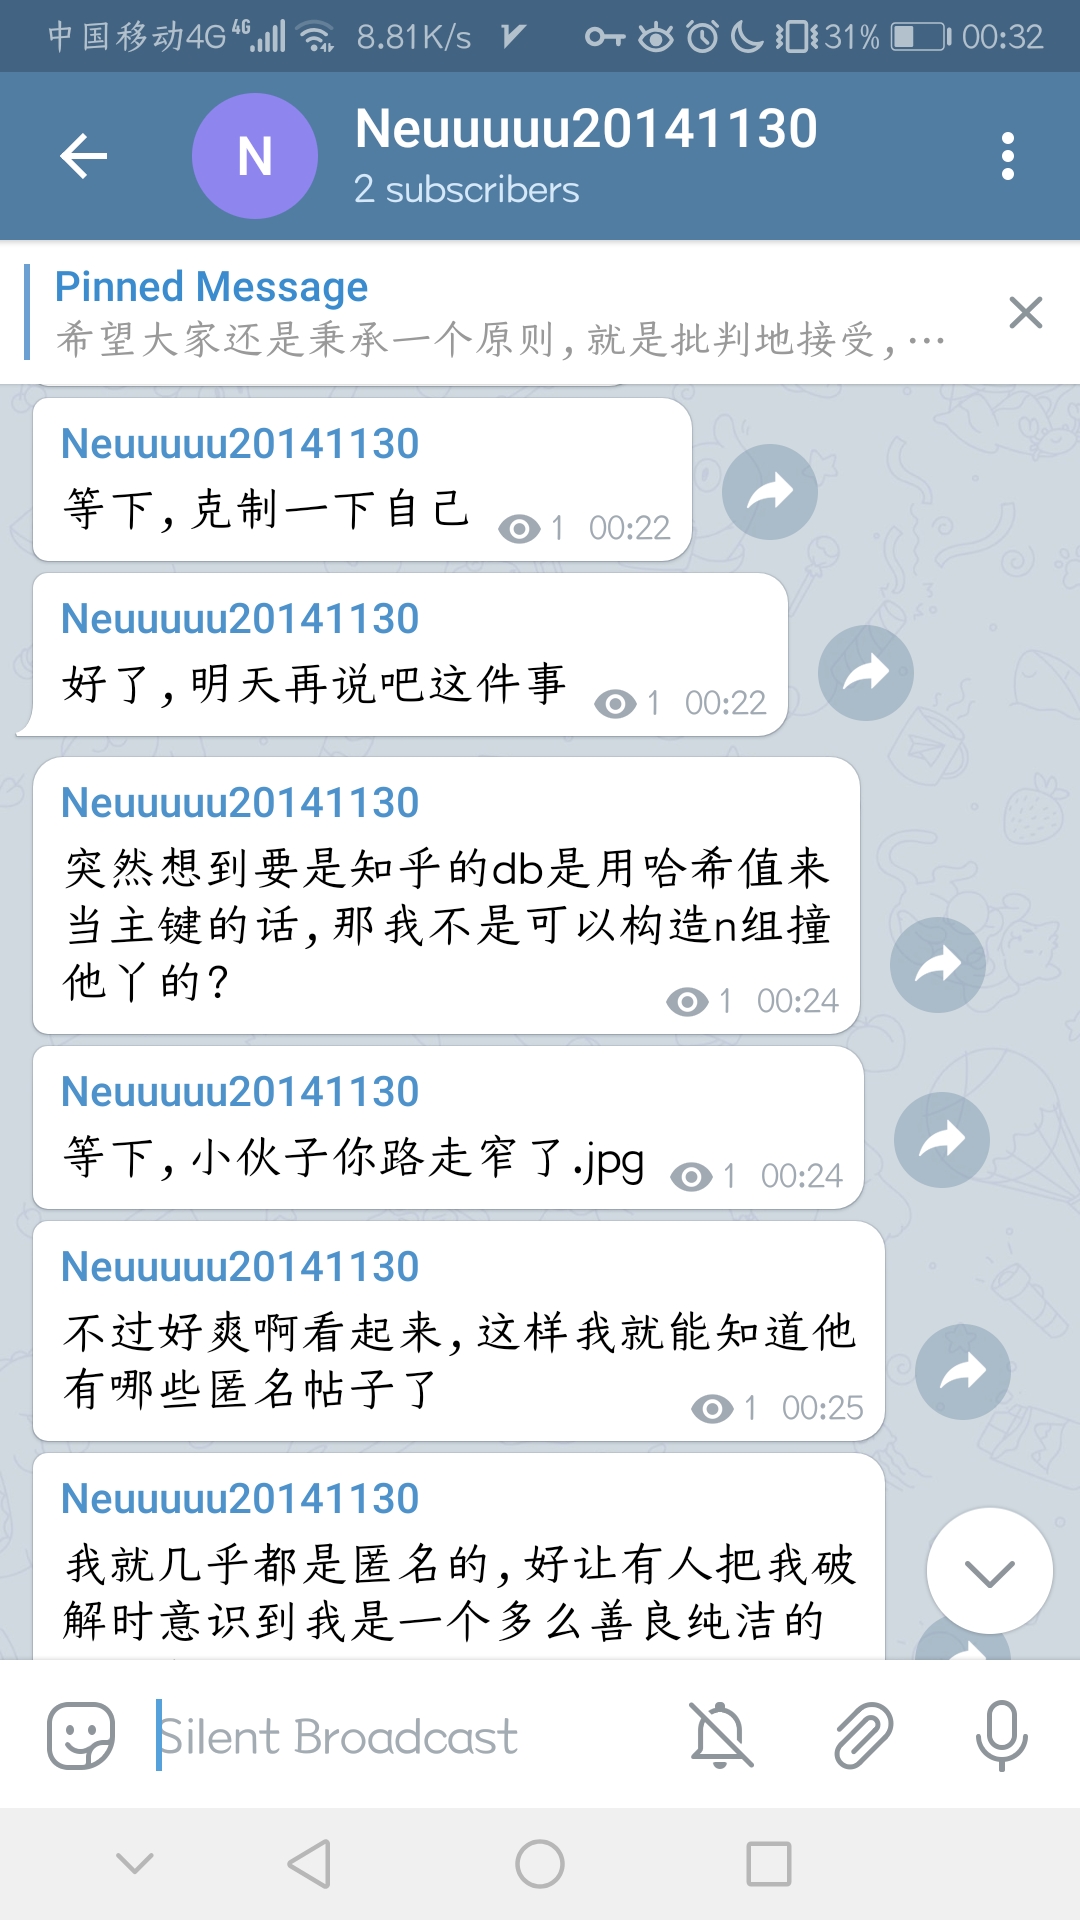 中国移动4G 4G 8.81K/s 31% 00:32
N
Neuuuuu20141130
2 subscribers
Pinned Message
希望大家还是秉承一个原则,就是批判地接受,…
Neuuuuu20141130
等下,克制一下自己
1 00:22
Neuuuuu20141130
好了,明天再说吧这件事
1 00:22
Neuuuuu20141130
突然想到要是知乎的db是用哈希值来
当主键的话,那我不是可以构造n组撞
他丫的?
1 00:24
Neuuuuu20141130
等下,小伙子你路走窄了.jpg
1 00:24
Neuuuuu20141130
不过好爽啊看起来,这样我就能知道他
有哪些匿名帖子了
1 00:25
Neuuuuu20141130
我就几乎都是匿名的,好让有人把我破
解时意识到我是一个多么善良纯洁的
Silent Broadcast